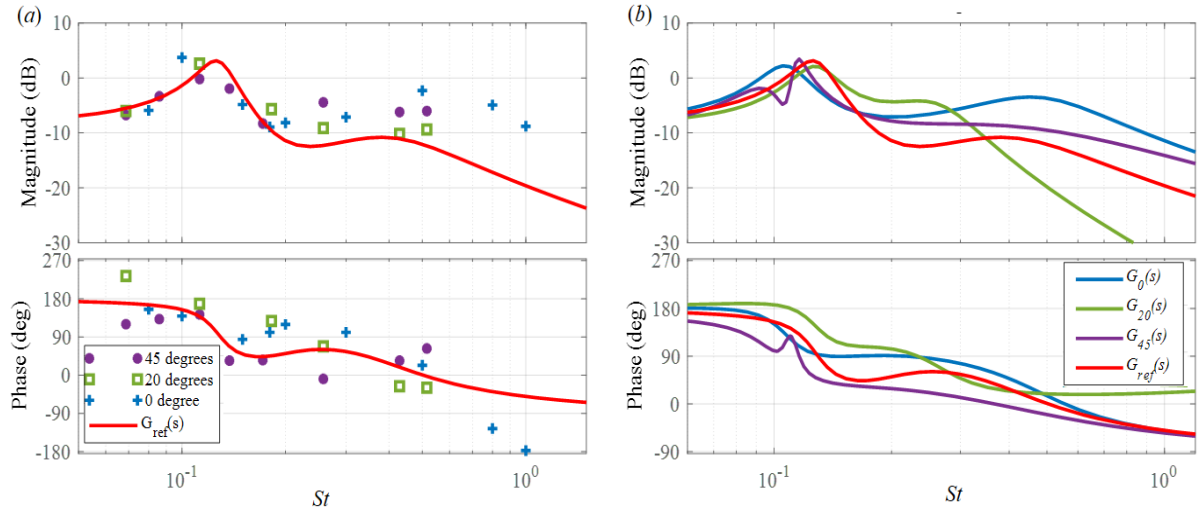 (a)
10
0
-10
-20
-30
Magnitude (dB)
270
180
90
0
-90
-180
Phase (deg)
45 degrees
20 degrees
0 degree
G_ref(s)
10^-1
10^0
St
(b)
10
0
-10
-20
-30
Magnitude (dB)
270
180
90
0
-90
Phase (deg)
G_0(s)
G_20(s)
G_45(s)
G_ref(s)
10^-1
10^0
St